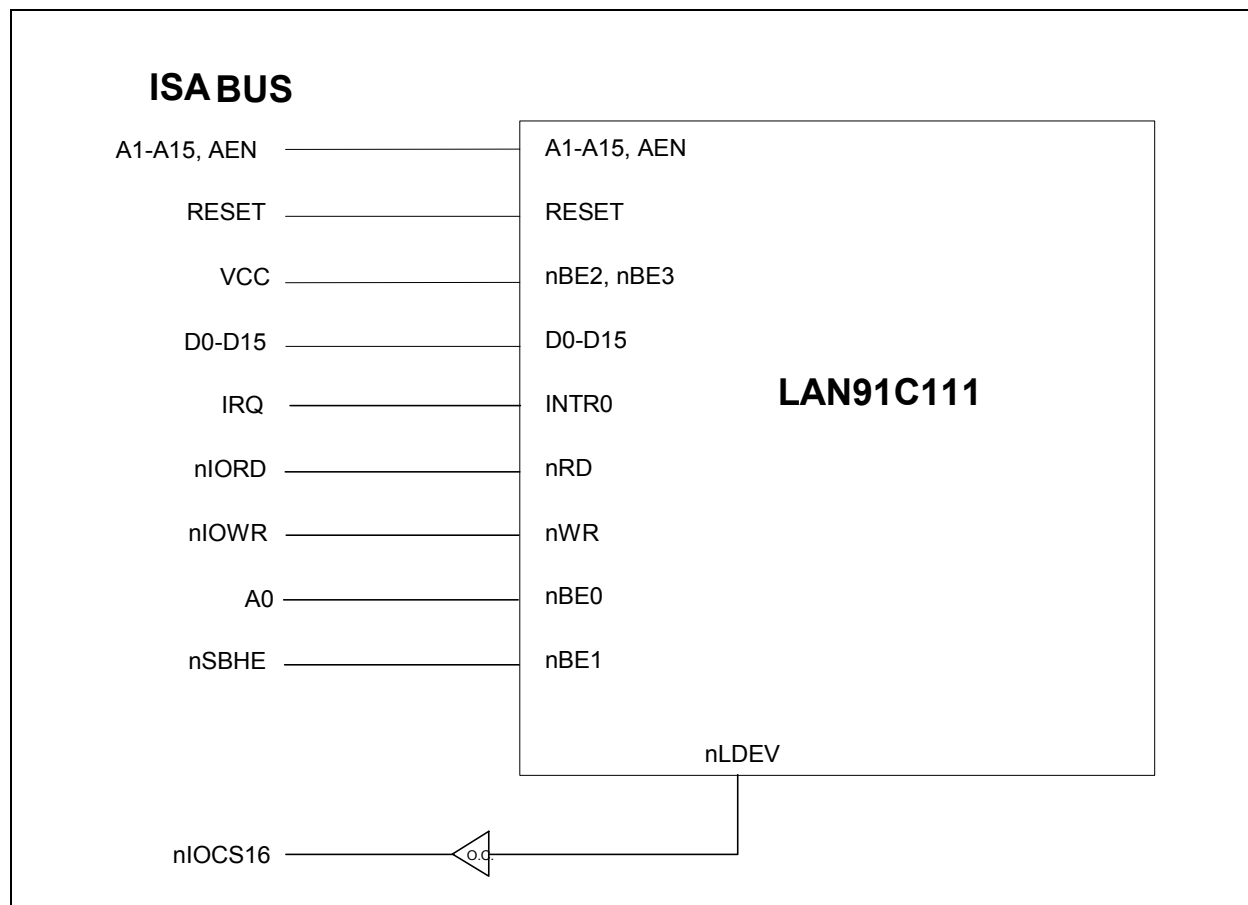 ISA BUS
A1-A15, AEN A1-A15, AEN
RESET RESET
VCC nBE2, nBE3
D0-D15 D0-D15
LAN91C111
IRQ INTR0
nIORD nRD
nIOWR nWR
A0 nBE0
nSBHE nBE1
nLDEV
nIOCS16 O.C.